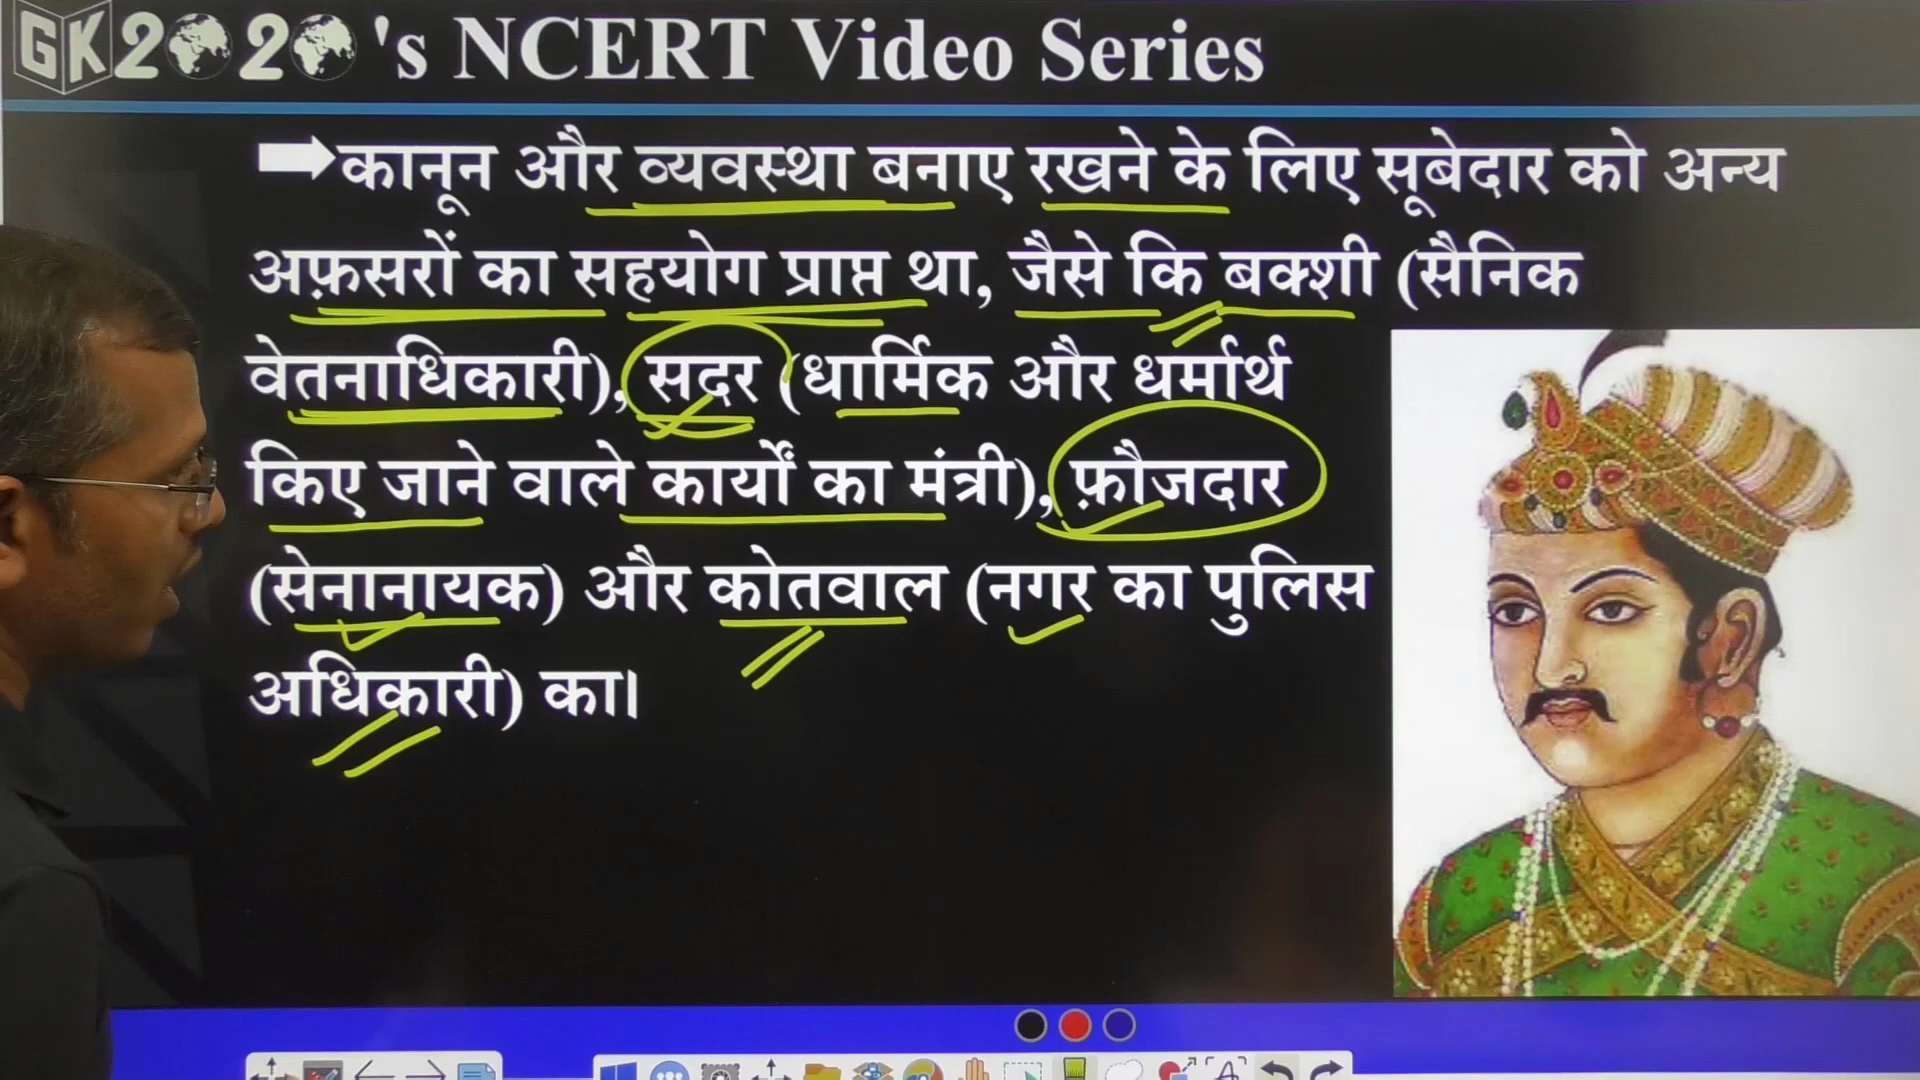 GK2020's NCERT Video Series
कानून और व्यवस्था बनाए रखने के लिए सूबेदार को अन्य
अफ़सरों का सहयोग प्राप्त था, जैसे कि बक्शी (सैनिक
वेतनाधिकारी), सदर (धार्मिक और धर्मार्थ
किए जाने वाले कार्यों का मंत्री), फ़ौजदार
(सेनानायक) और कोतवाल (नगर का पुलिस
अधिकारी) का।